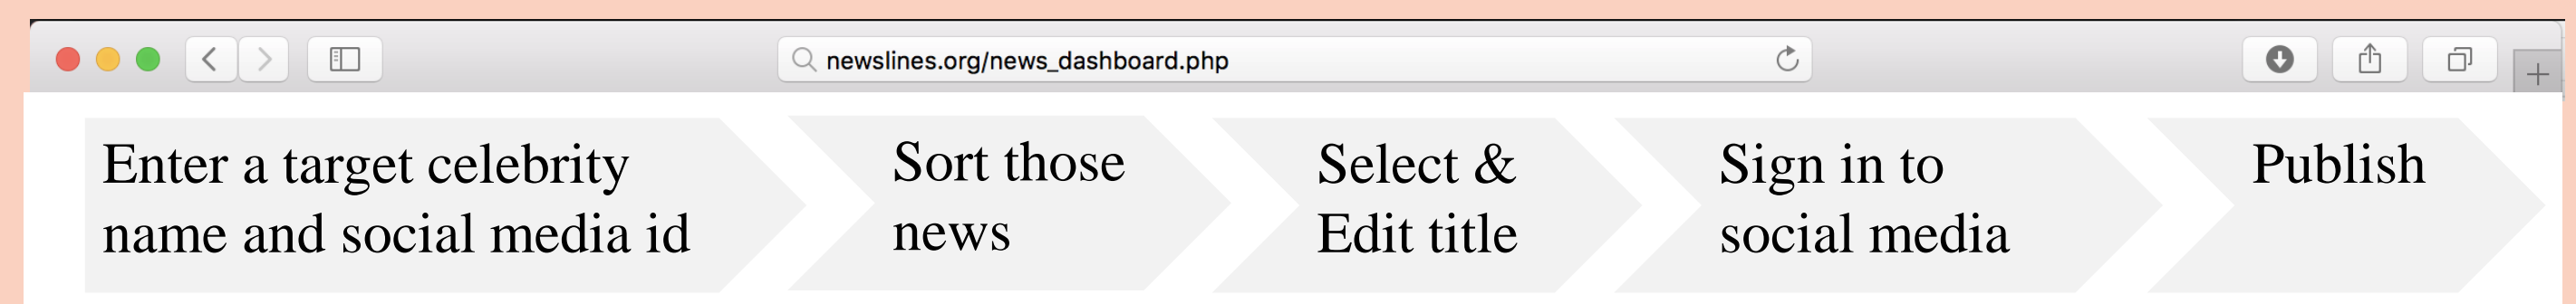 newslines.org/news_dashboard.php
Enter a target celebrity
name and social media id
Sort those
news
Select &
Edit title
Sign in to
social media
Publish